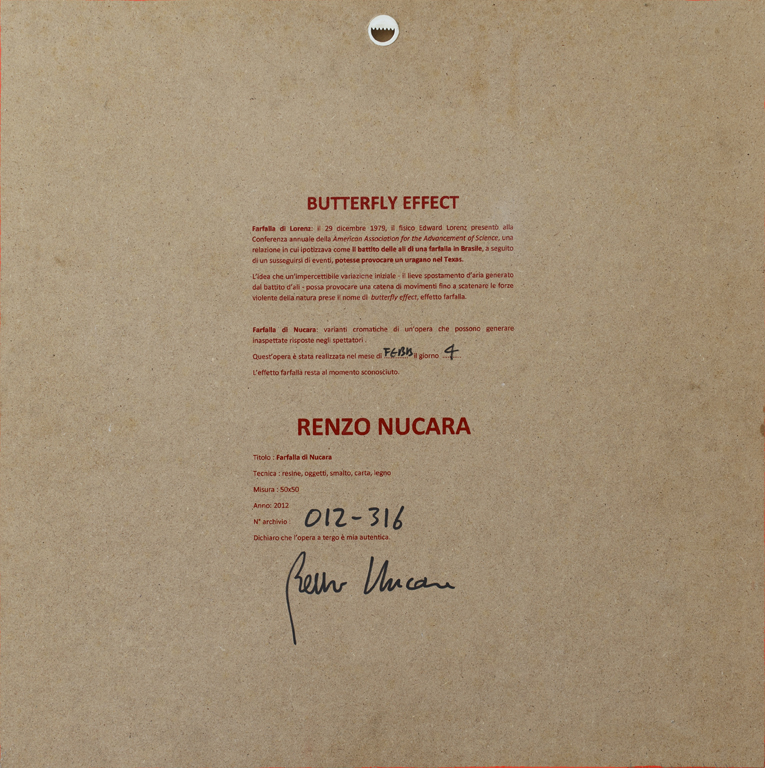 BUTTERFLY EFFECT
Farfalla di Lorenz: il 29 dicembre 1979, il fisico Edward Lorenz presentò alla
Conferenza annuale della American Association for the Advancement of Science, una
relazione in cui ipotizzava come il battito delle ali di una farfalla in Brasile, a seguito
di un susseguirsi di eventi, potesse provocare un uragano nel Texas.
L'idea che un'impercettibile variazione iniziale - il lieve spostamento d'aria generato
dal battito d'ali - possa provocare una catena di movimenti fino a scatenare le forze
violente della natura prese il nome di butterfly effect, effetto farfalla.
Farfalla di Nucara: varianti cromatiche di un'opera che possono generare
inaspettate risposte negli spettatori .
Quest'opera è stata realizzata nel mese di FEBB. il giorno 4
L'effetto farfalla resta al momento sconosciuto.
RENZO NUCARA
Titolo : Farfalla di Nucara
Tecnica : resine, oggetti, smalto, carta, legno
Misura : 50x50
Anno: 2012
N° archivio : 012-316
Dichiaro che l'opera a tergo è mia autentica.
Renzo Nucara